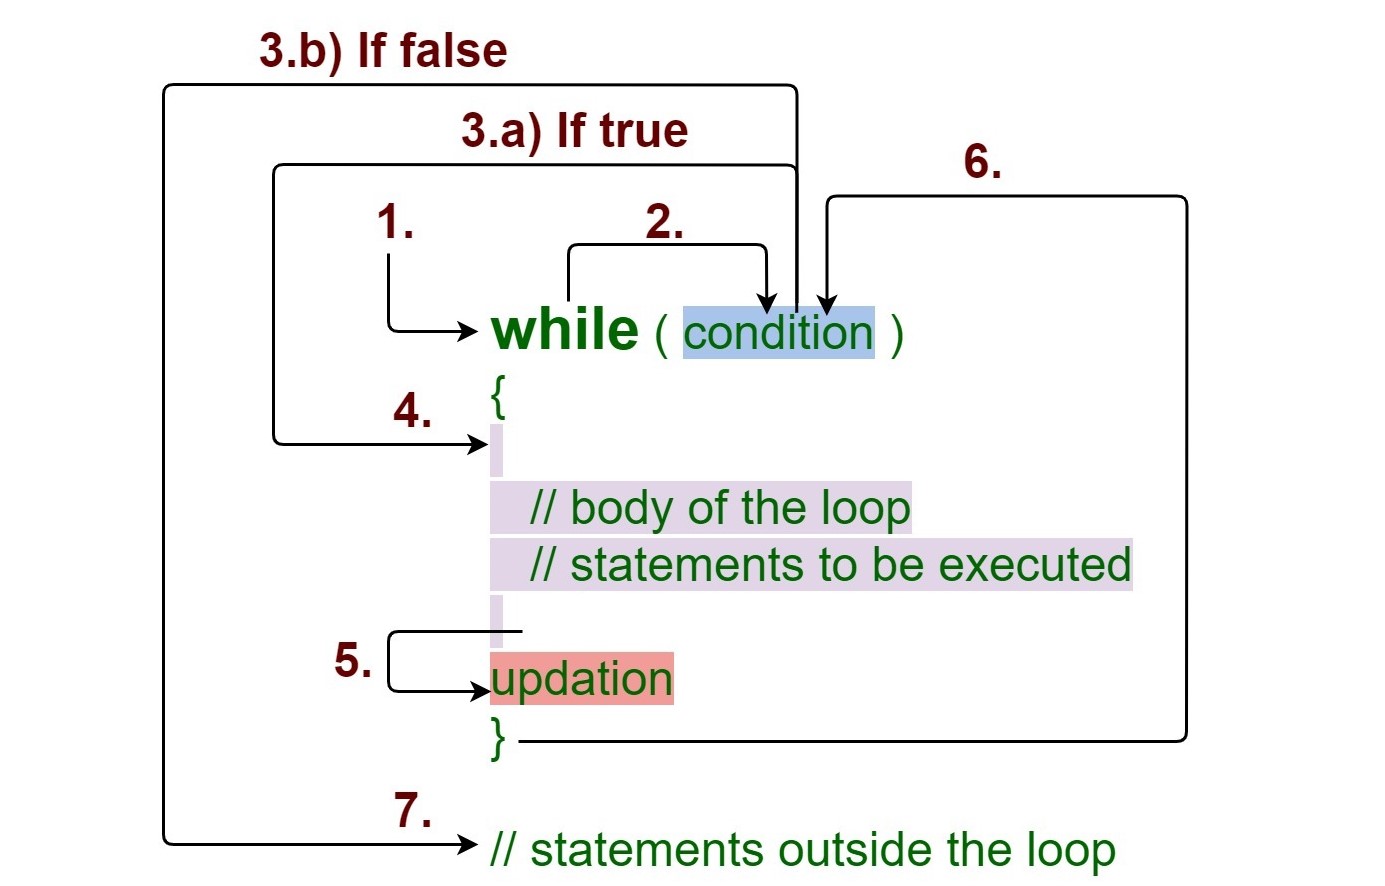 3.b) If false
3.a) If true
6.
1.
2.
while ( condition )
{
4.
// body of the loop
// statements to be executed
5.
updation
}
7.
// statements outside the loop